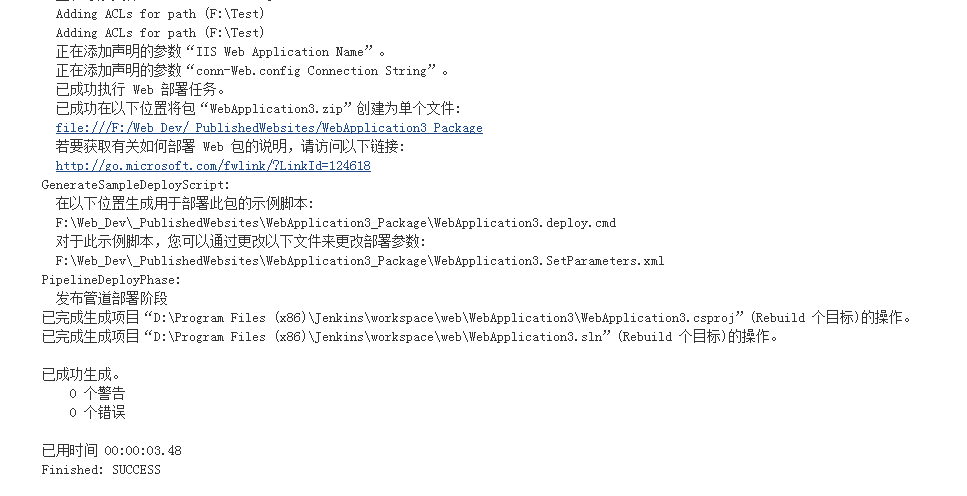 Adding ACLs for path (F:\Test)
Adding ACLs for path (F:\Test)
正在添加声明的参数“IIS Web Application Name”。
正在添加声明的参数“conn-Web.config Connection String”。
已成功执行 Web 部署任务。
已成功在以下位置将包“WebApplication3.zip”创建为单个文件:
file:///F:/Web_Dev/_PublishedWebsites/WebApplication3_Package
若要获取有关如何部署 Web 包的说明，请访问以下链接:
http://go.microsoft.com/fwlink/?LinkId=124618
GenerateSampleDeployScript:
在以下位置生成用于部署此包的示例脚本:
F:\Web_Dev\_PublishedWebsites\WebApplication3_Package\WebApplication3.deploy.cmd
对于此示例脚本，您可以通过更改以下文件来更改部署参数:
F:\Web_Dev\_PublishedWebsites\WebApplication3_Package\WebApplication3.SetParameters.xml
PipelineDeployPhase:
发布管道部署阶段
已完成生成项目“D:\Program Files (x86)\Jenkins\workspace\web\WebApplication3\WebApplication3.csproj”(Rebuild 个目标)的操作。
已完成生成项目“D:\Program Files (x86)\Jenkins\workspace\web\WebApplication3.sln”(Rebuild 个目标)的操作。
已成功生成。
0 个警告
0 个错误
已用时间 00:00:03.48
Finished: SUCCESS